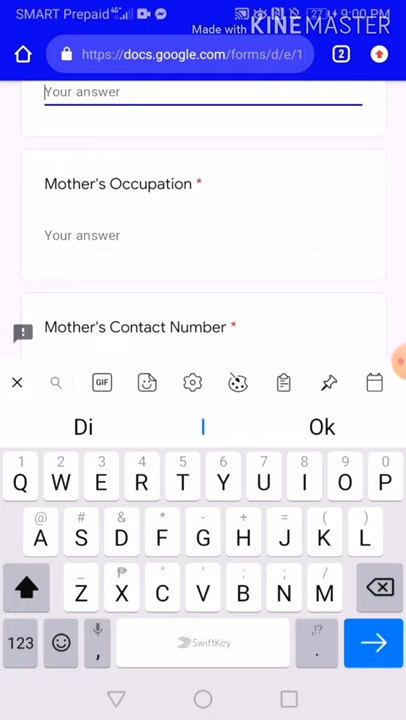 SMART Prepaid 4G 27 9:00 PM
Made with KINEMASTER
https://docs.google.com/forms/d/e/1 2
Your answer
Mother's Occupation *
Your answer
Mother's Contact Number *
GIF
Di I Ok
1 2 3 4 5 6 7 8 9 0
Q W E R T Y U I O P
@ # & * - + = ( )
A S D F G H J K L
_ ₱ " ' : ; /
Z X C V B N M
123 , SwiftKey ,!? .